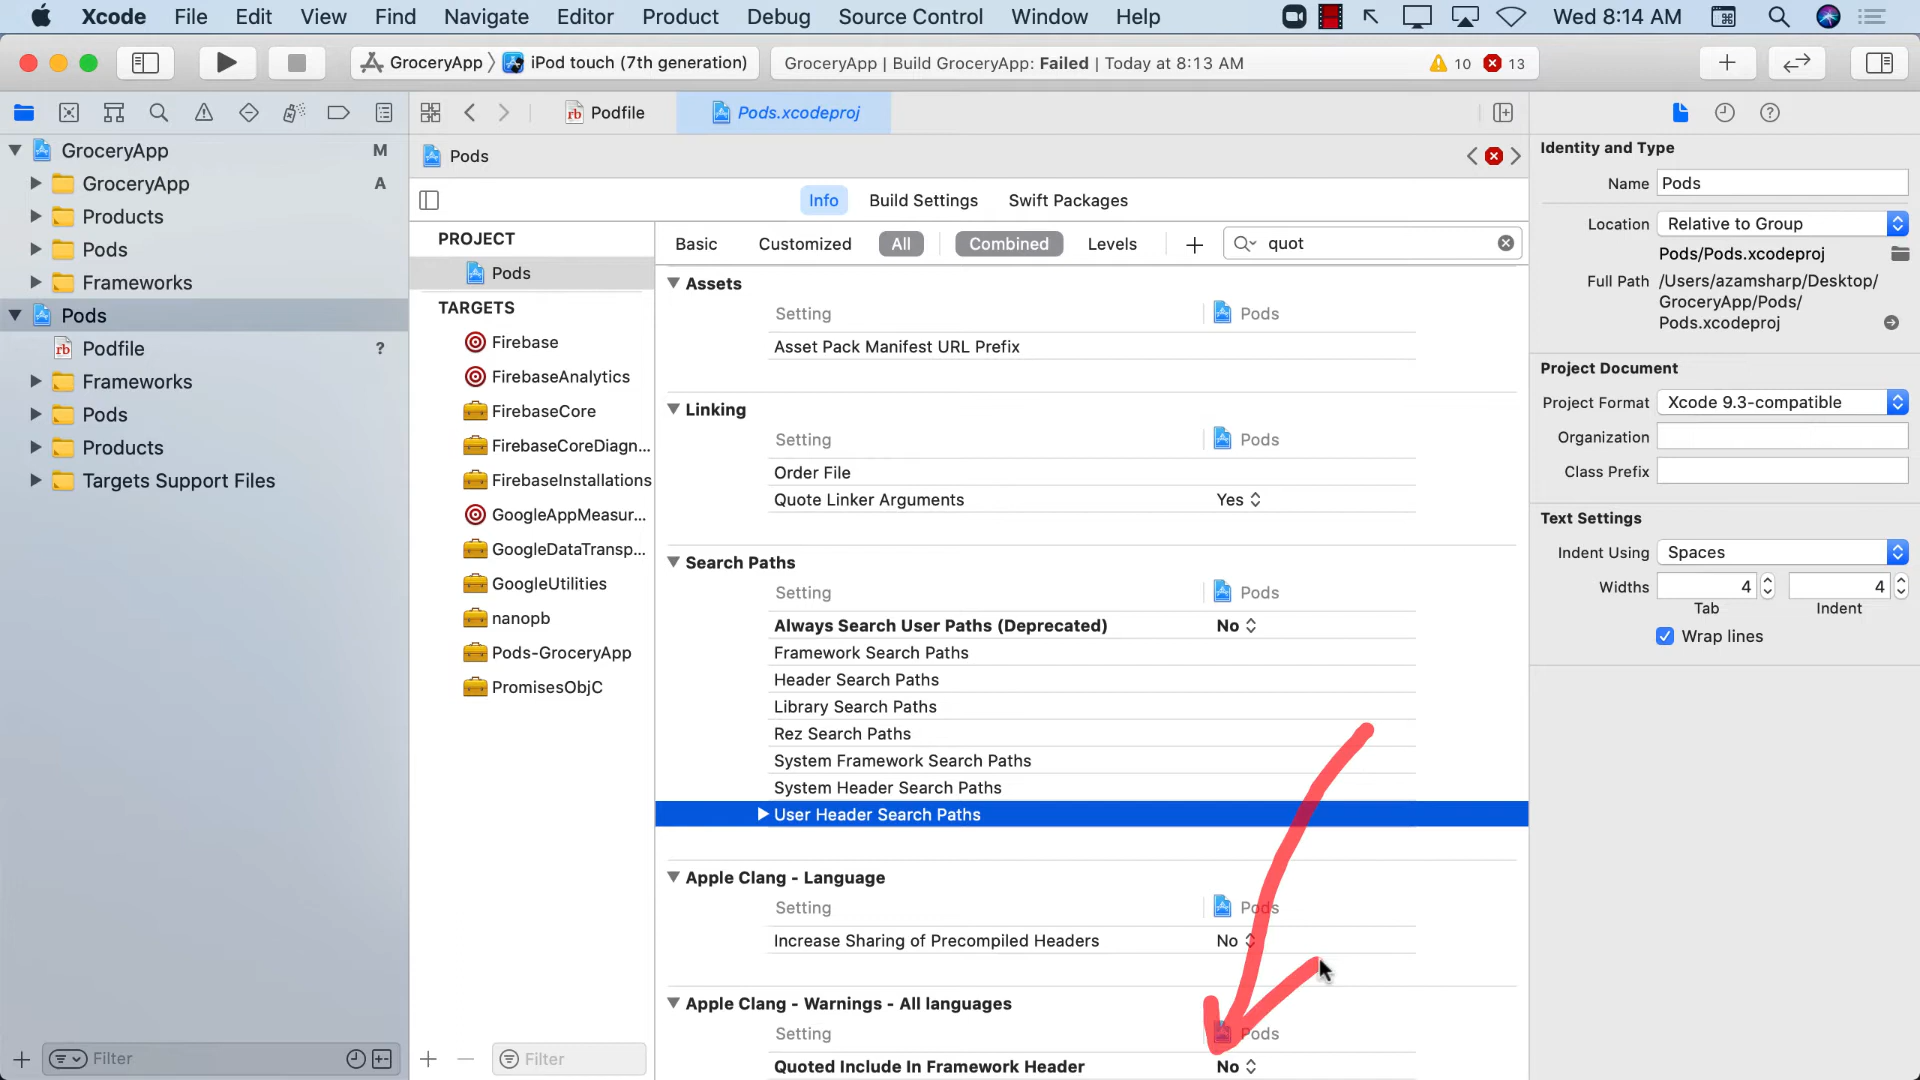 Xcode File Edit View Find Navigate Editor Product Debug Source Control Window Help Wed 8:14 AM
GroceryApp iPod touch (7th generation) GroceryApp | Build GroceryApp: Failed | Today at 8:13 AM 10 13
Podfile Pods.xcodeproj
GroceryApp M
GroceryApp A
Products
Pods
Frameworks
Pods
Podfile ?
Frameworks
Pods
Products
Targets Support Files
Filter
Pods
Info Build Settings Swift Packages
PROJECT
Pods
TARGETS
Firebase
FirebaseAnalytics
FirebaseCore
FirebaseCoreDiagn...
FirebaseInstallations
GoogleAppMeasur...
GoogleDataTransp...
GoogleUtilities
nanopb
Pods-GroceryApp
PromisesObjC
Filter
Basic Customized All Combined Levels quot
Assets
Setting Pods
Asset Pack Manifest URL Prefix
Linking
Setting Pods
Order File
Quote Linker Arguments Yes
Search Paths
Setting Pods
Always Search User Paths (Deprecated) No
Framework Search Paths
Header Search Paths
Library Search Paths
Rez Search Paths
System Framework Search Paths
System Header Search Paths
User Header Search Paths
Apple Clang - Language
Setting Pods
Increase Sharing of Precompiled Headers No
Apple Clang - Warnings - All languages
Setting Pods
Quoted Include In Framework Header No
Identity and Type
Name Pods
Location Relative to Group
Pods/Pods.xcodeproj
Full Path /Users/azamsharp/Desktop/
GroceryApp/Pods/
Pods.xcodeproj
Project Document
Project Format Xcode 9.3-compatible
Organization
Class Prefix
Text Settings
Indent Using Spaces
Widths 4 4
Tab Indent
Wrap lines